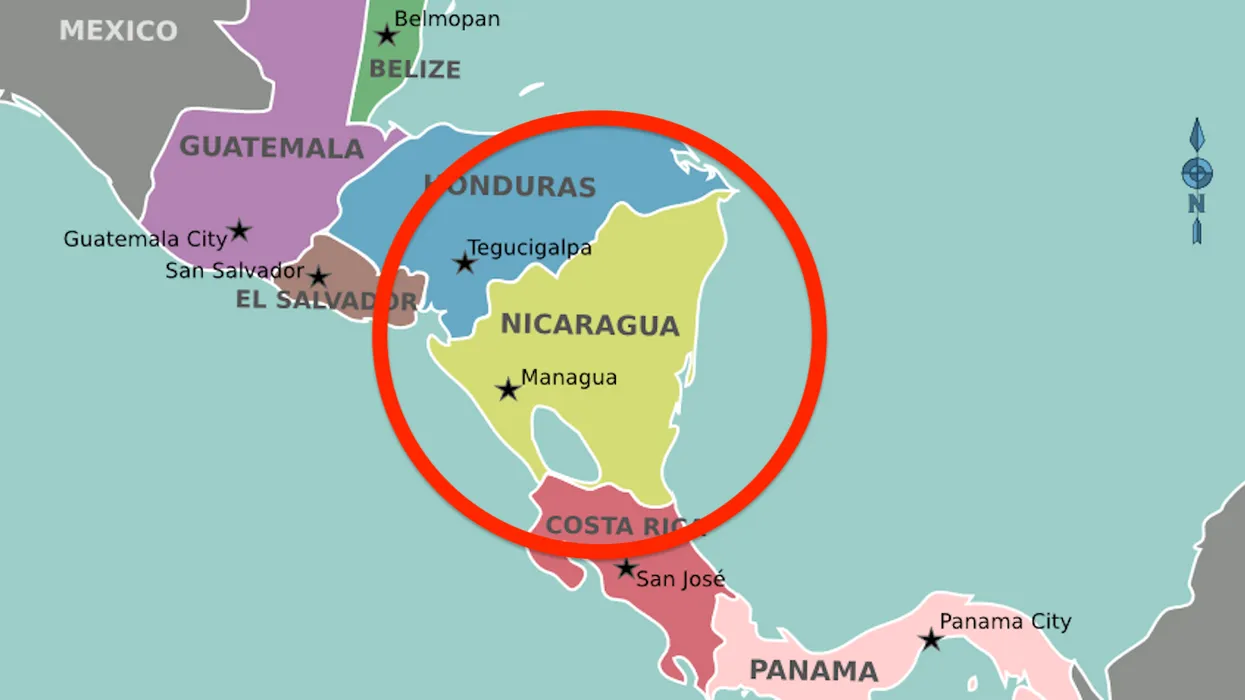 Belmopan
MEXICO
BELIZE
GUATEMALA
HONDURAS
Guatemala City
Tegucigalpa
San Salvador
EL SALVADOR
NICARAGUA
Managua
COSTA RICA
San José
Panama City
PANAMA
N